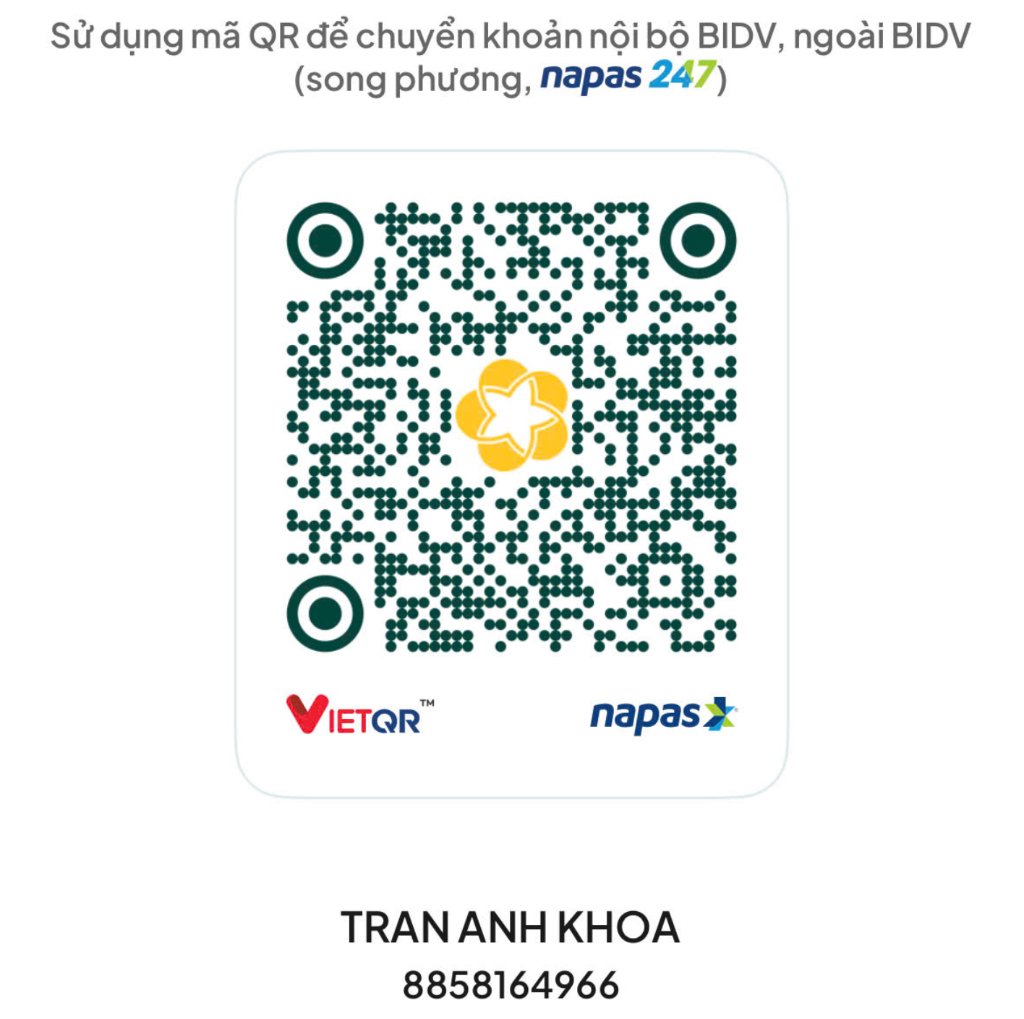 Sử dụng mã QR để chuyển khoản nội bộ BIDV, ngoài BIDV
(song phương, napas 247)
VIETQR™
napas
TRAN ANH KHOA
8858164966